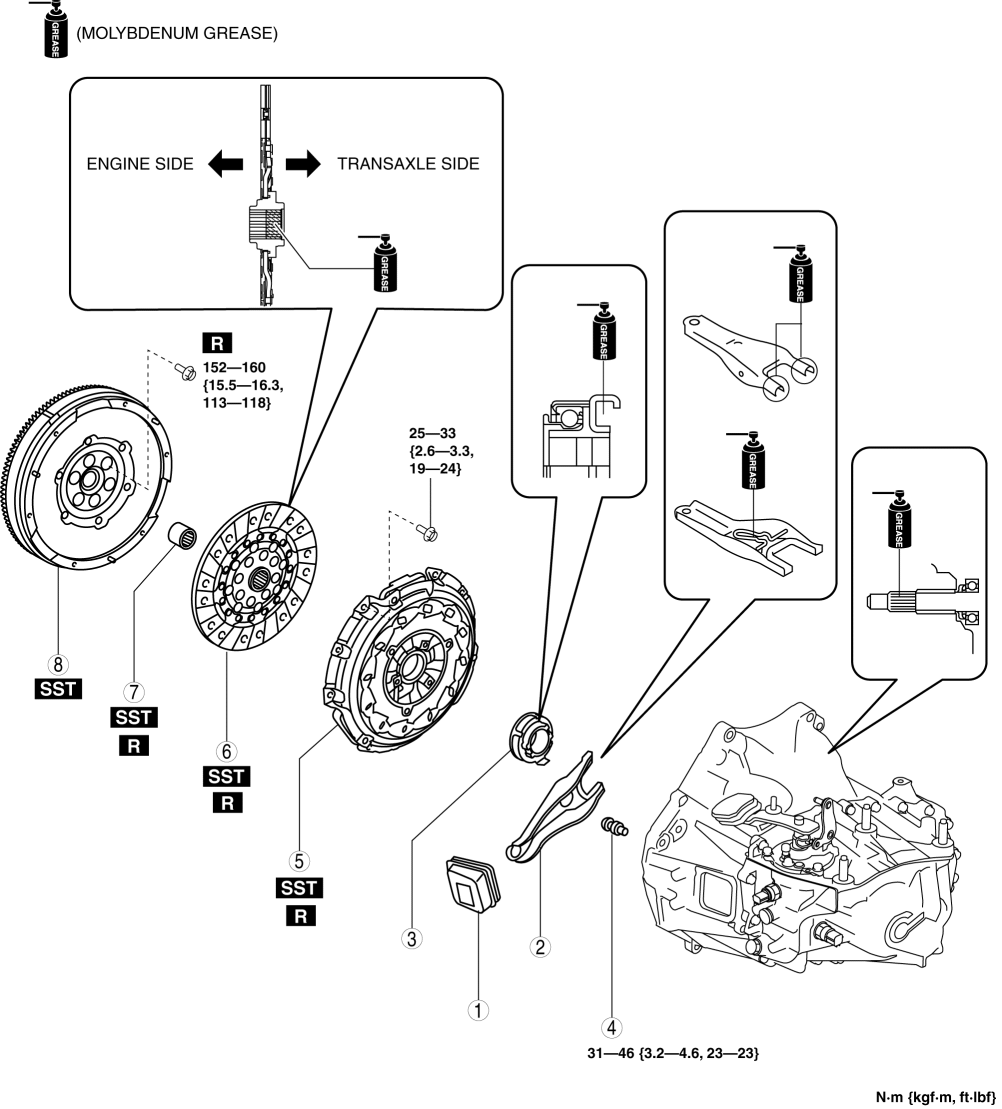 GREASE
(MOLYBDENUM GREASE)
ENGINE SIDE
TRANSAXLE SIDE
GREASE
GREASE
GREASE
GREASE
GREASE
R
152—160
{15.5—16.3,
113—118}
25—33
{2.6—3.3,
19—24}
8
SST
7
SST
R
6
SST
R
5
SST
R
3
2
1
4
31—46 {3.2—4.6, 23—23}
N·m {kgf·m, ft·lbf}